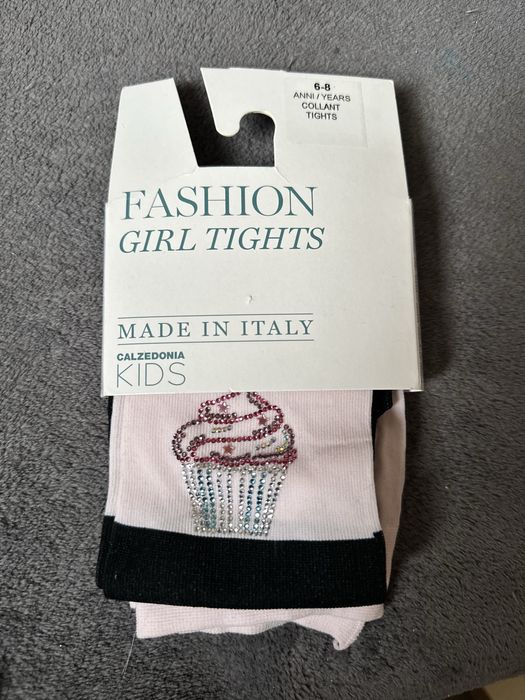 6-8
ANNI / YEARS
COLLANT
TIGHTS
FASHION
GIRL TIGHTS
MADE IN ITALY
CALZEDONIA
KIDS